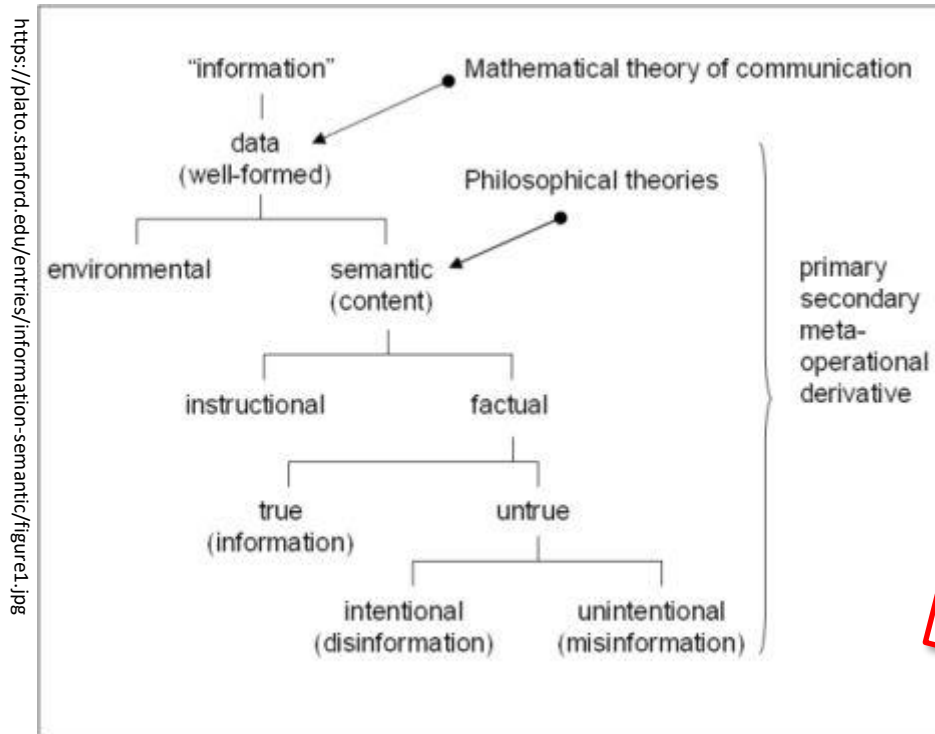 https://plato.stanford.edu/entries/information-semantic/figure1.jpg
“information”
Mathematical theory of communication
data
(well-formed)
Philosophical theories
environmental
semantic
(content)
primary
secondary
meta-
operational
derivative
instructional
factual
true
(information)
untrue
intentional
(disinformation)
unintentional
(misinformation)